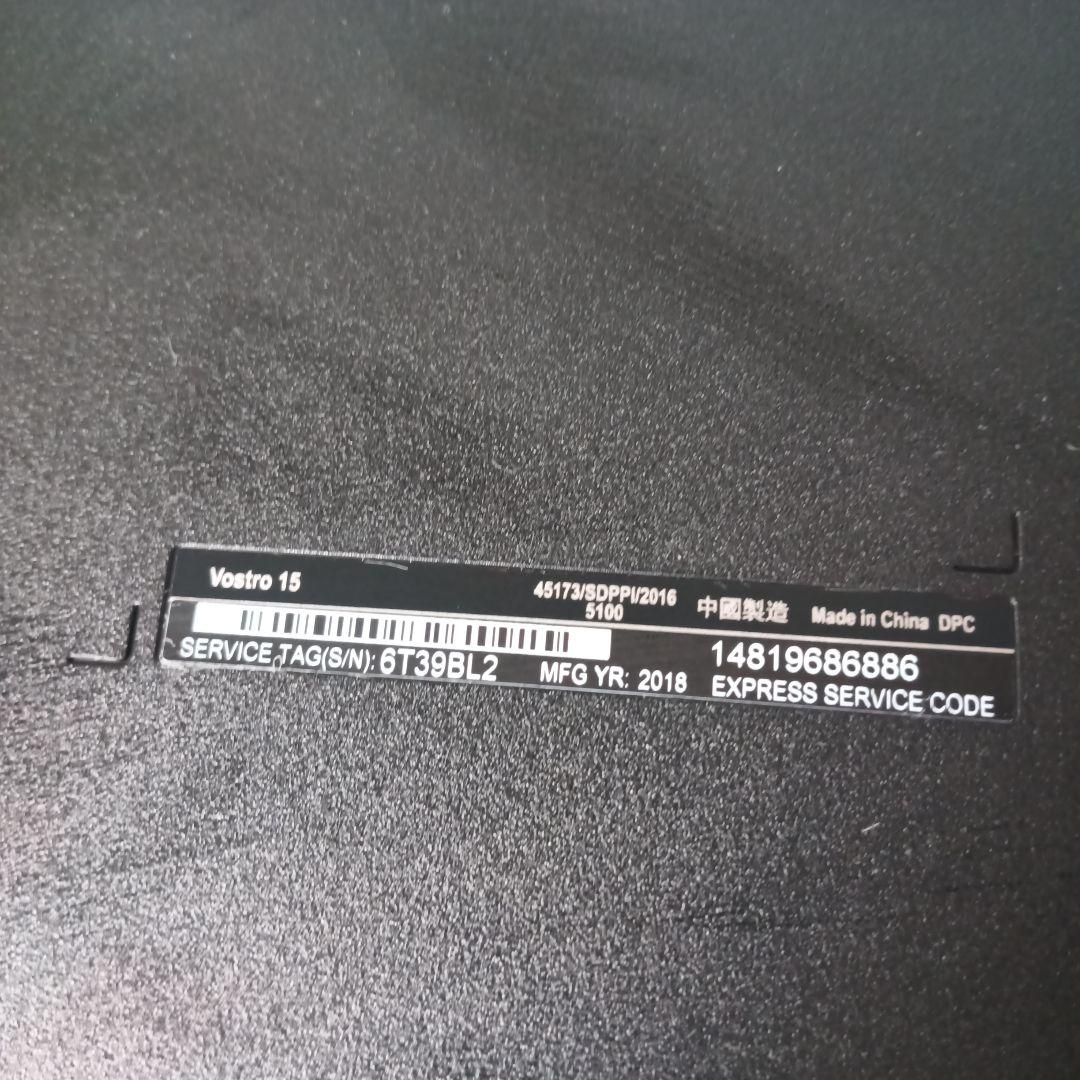 Vostro 15
45173/SDPPI/2016
5100
中國製造 Made in China DPC
SERVICE TAG(S/N): 6T39BL2 MFG YR: 2018
14819686886
EXPRESS SERVICE CODE